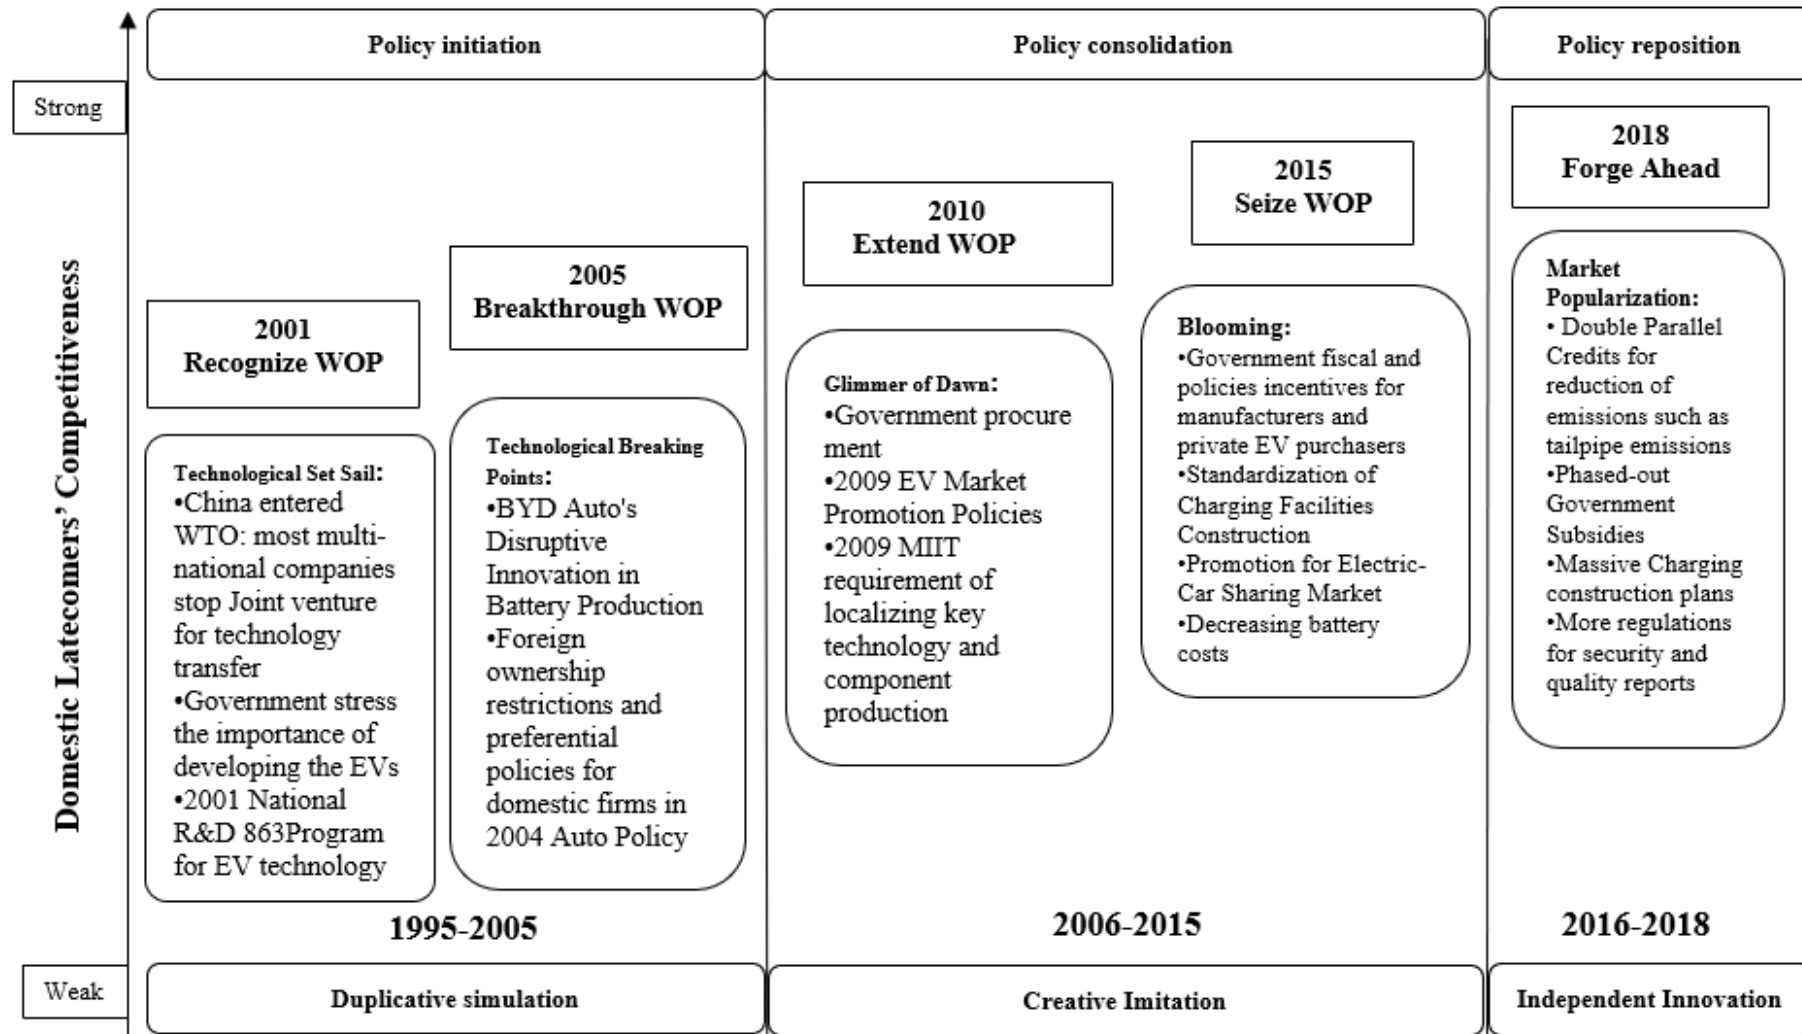 Policy initiation
Policy consolidation
Policy reposition
Strong
Domestic Latecomers' Competitiveness
Weak
2001
Recognize WOP
Technological Set Sail:
•China entered
WTO: most multi-
national companies
stop Joint venture
for technology
transfer
•Government stress
the importance of
developing the EVs
•2001 National
R&D 863Program
for EV technology
2005
Breakthrough WOP
Technological Breaking
Points:
•BYD Auto's
Disruptive
Innovation in
Battery Production
•Foreign
ownership
restrictions and
preferential
policies for
domestic firms in
2004 Auto Policy
2010
Extend WOP
Glimmer of Dawn:
•Government procure
ment
•2009 EV Market
Promotion Policies
•2009 MIIT
requirement of
localizing key
technology and
component
production
2015
Seize WOP
Blooming:
•Government fiscal and
policies incentives for
manufacturers and
private EV purchasers
•Standardization of
Charging Facilities
Construction
•Promotion for Electric-
Car Sharing Market
•Decreasing battery
costs
2018
Forge Ahead
Market
Popularization:
• Double Parallel
Credits for
reduction of
emissions such as
tailpipe emissions
•Phased-out
Government
Subsidies
•Massive Charging
construction plans
•More regulations
for security and
quality reports
1995-2005
2006-2015
2016-2018
Duplicative simulation
Creative Imitation
Independent Innovation